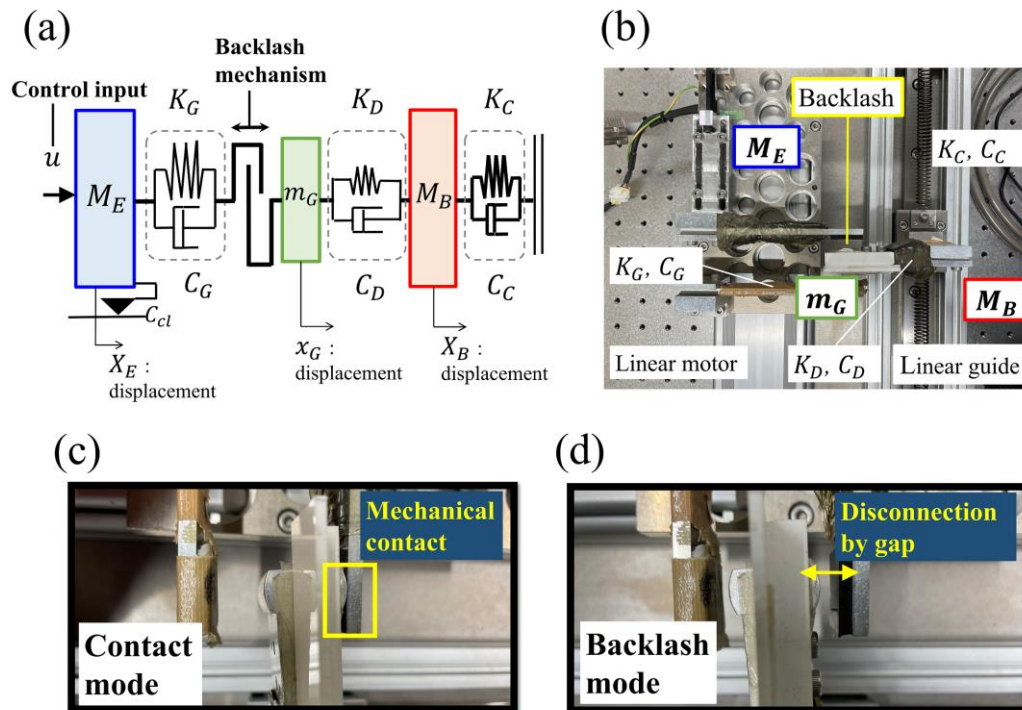 (a)
Backlash
mechanism
Control input
u
K_G
K_D
K_C
M_E
m_G
M_B
C_G
C_D
C_C
C_cl
X_E :
displacement
x_G :
displacement
X_B :
displacement
(b)
Backlash
M_E
K_C, C_C
K_G, C_G
m_G
M_B
Linear motor
K_D, C_D
Linear guide
(c)
Mechanical
contact
Contact
mode
(d)
Disconnection
by gap
Backlash
mode